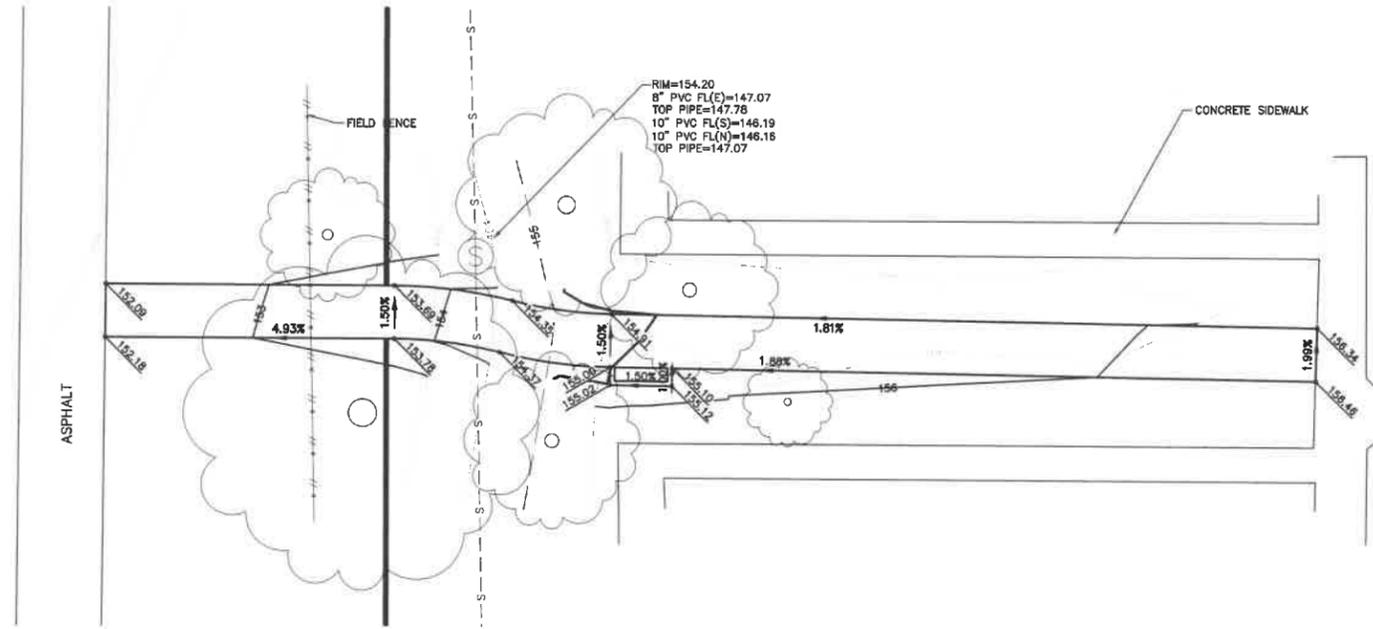 RIM=154.20
8" PVC FL(E)=147.07
TOP PIPE=147.78
10" PVC FL(S)=146.19
10" PVC FL(N)=146.16
TOP PIPE=147.07
CONCRETE SIDEWALK
FIELD FENCE
ASPHALT
S
S
S
S
S
S
S
155
153
154
156
152.09
152.18
4.93%
1.50%
153.69
153.78
154.35
154.37
1.50%
154.91
155.09
155.02
1.50%
155.10
155.12
1.81%
1.88%
1.99%
156.34
156.46